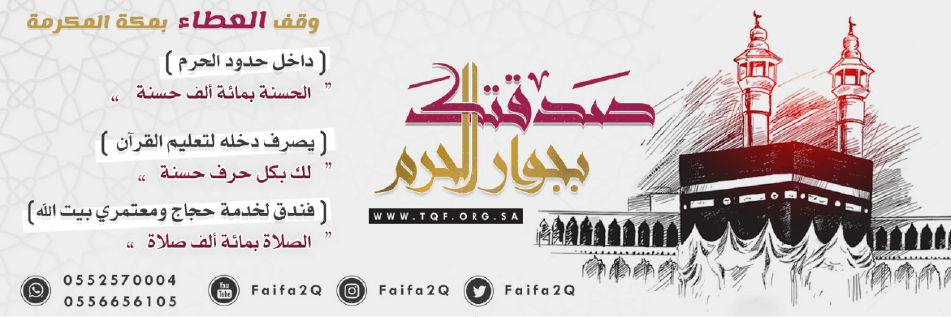 وقف العطاء بمكة المكرمة
( داخل حدود الحرم )
" الحسنة بمائة ألف حسنة "
( يصرف دخله لتعليم القرآن )
" لك بكل حرف حسنة "
( فندق لخدمة حجاج ومعتمري بيت الله )
" الصلاة بمائة ألف صلاة "
صدقتك
بجوار الحرم
WWW.TQF.ORG.SA
0552570004
0556656105
You Tube Faifa2Q
Faifa2Q
Faifa2Q